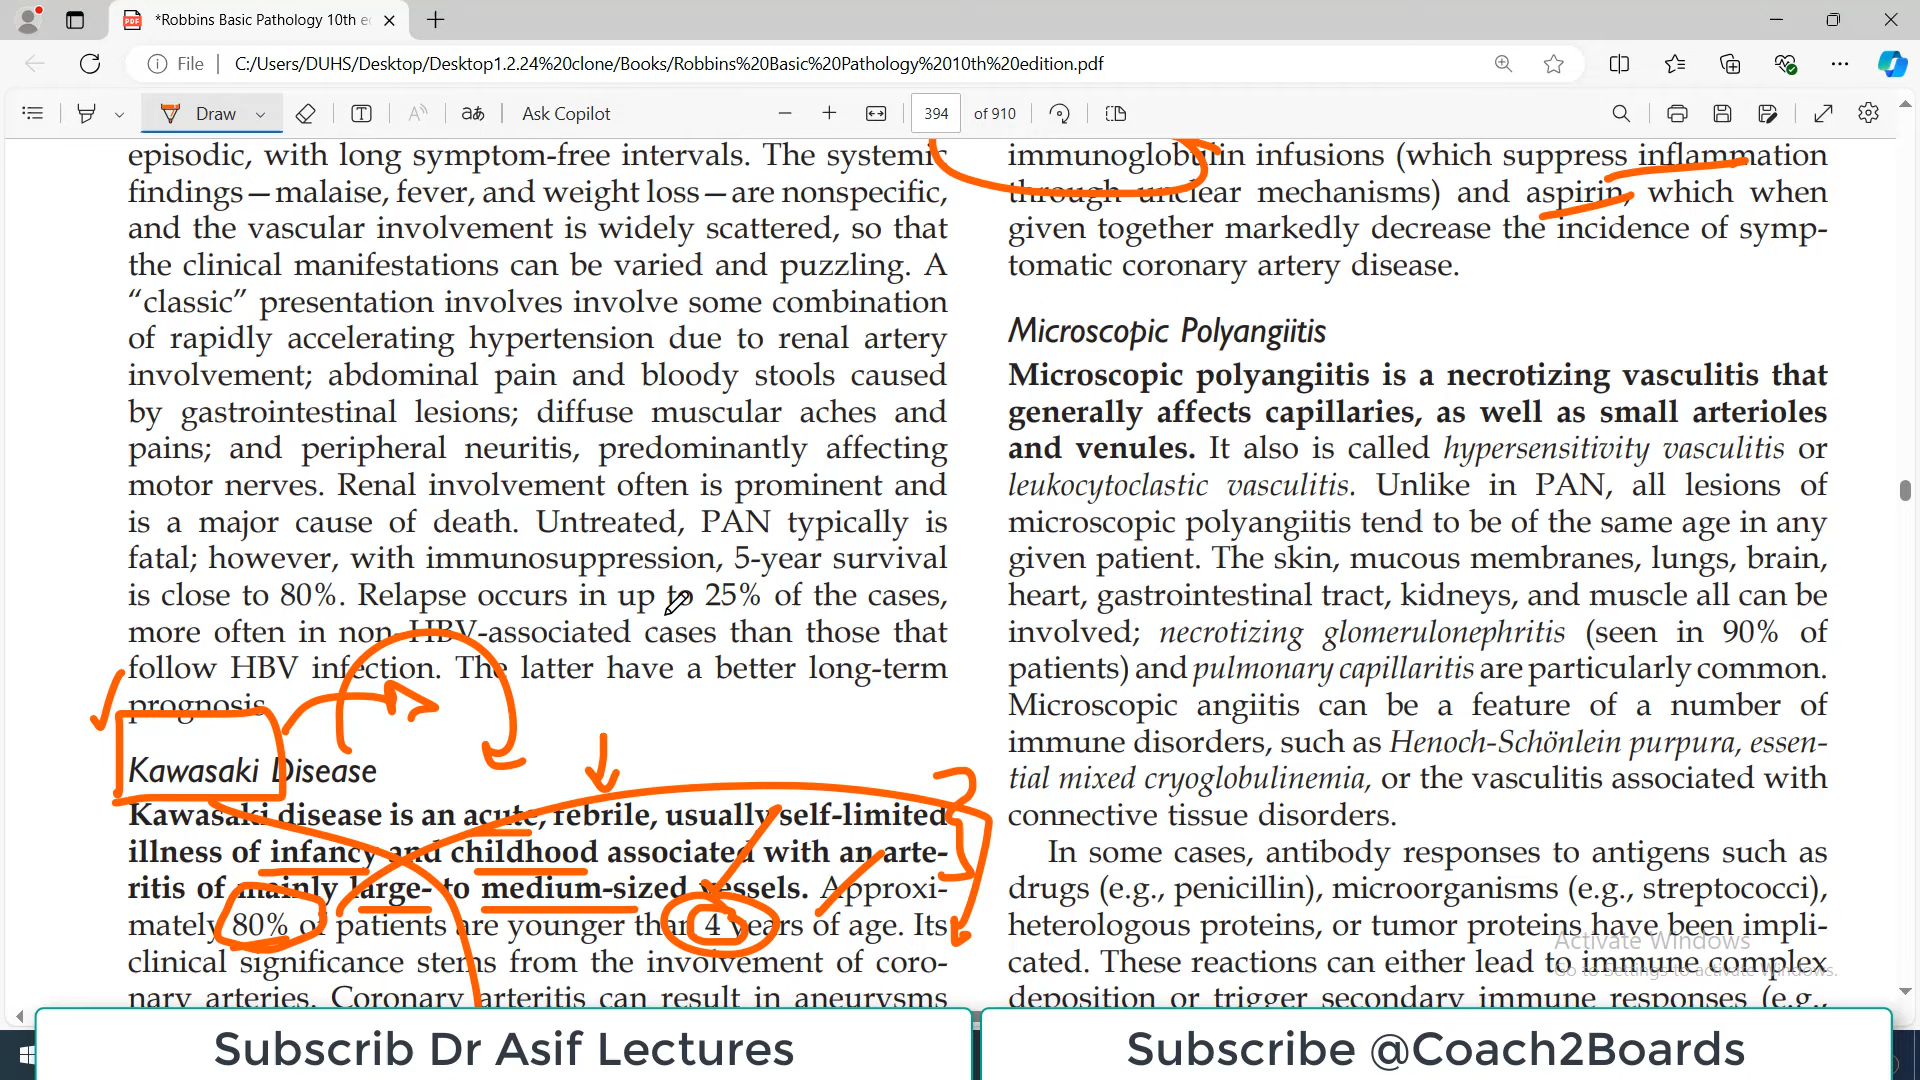 *Robbins Basic Pathology 10th e
File
C:/Users/DUHS/Desktop/Desktop1.2.24%20clone/Books/Robbins%20Basic%20Pathology%2010th%20edition.pdf
Draw
Ask Copilot
394 of 910
episodic, with long symptom-free intervals. The systemic
findings—malaise, fever, and weight loss—are nonspecific,
and the vascular involvement is widely scattered, so that
the clinical manifestations can be varied and puzzling. A
“classic” presentation involves involve some combination
of rapidly accelerating hypertension due to renal artery
involvement; abdominal pain and bloody stools caused
by gastrointestinal lesions; diffuse muscular aches and
pains; and peripheral neuritis, predominantly affecting
motor nerves. Renal involvement often is prominent and
is a major cause of death. Untreated, PAN typically is
fatal; however, with immunosuppression, 5-year survival
is close to 80%. Relapse occurs in up to 25% of the cases,
more often in non-HBV-associated cases than those that
follow HBV infection. The latter have a better long-term
prognosis.
Kawasaki Disease
Kawasaki disease is an acute, febrile, usually self-limited
illness of infancy and childhood associated with an arte-
ritis of mainly large- to medium-sized vessels. Approxi-
mately 80% of patients are younger than 4 years of age. Its
clinical significance stems from the involvement of coro-
nary arteries. Coronary arteritis can result in aneurysms
immunoglobulin infusions (which suppress inflammation
through unclear mechanisms) and aspirin, which when
given together markedly decrease the incidence of symp-
tomatic coronary artery disease.
Microscopic Polyangiitis
Microscopic polyangiitis is a necrotizing vasculitis that
generally affects capillaries, as well as small arterioles
and venules. It also is called hypersensitivity vasculitis or
leukocytoclastic vasculitis. Unlike in PAN, all lesions of
microscopic polyangiitis tend to be of the same age in any
given patient. The skin, mucous membranes, lungs, brain,
heart, gastrointestinal tract, kidneys, and muscle all can be
involved; necrotizing glomerulonephritis (seen in 90% of
patients) and pulmonary capillaritis are particularly common.
Microscopic angiitis can be a feature of a number of
immune disorders, such as Henoch-Schönlein purpura, essen-
tial mixed cryoglobulinemia, or the vasculitis associated with
connective tissue disorders.
In some cases, antibody responses to antigens such as
drugs (e.g., penicillin), microorganisms (e.g., streptococci),
heterologous proteins, or tumor proteins have been impli-
cated. These reactions can either lead to immune complex
deposition or trigger secondary immune responses (e.g.,
Activate Windows
Go to Settings to activate Windows.
Subscrib Dr Asif Lectures
Subscribe @Coach2Boards